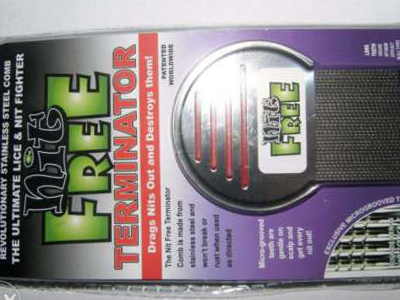 REVOLUTIONARY STAINLESS STEEL COMB
THE ULTIMATE LICE & NIT FIGHTER
nit
FREE
TERMINATOR
Drags Nits Out and Destroys them!
PATENTED
WORLDWIDE
The Nit Free Terminator
Comb is made from
stainless steel and
won't break or
rust when used
as directed
nit
FREE
Micro-grooved
teeth are
gentle on
scalp and
get every
nit out!
EXCLUSIVE MICROGROOVED
LONG
TEETH